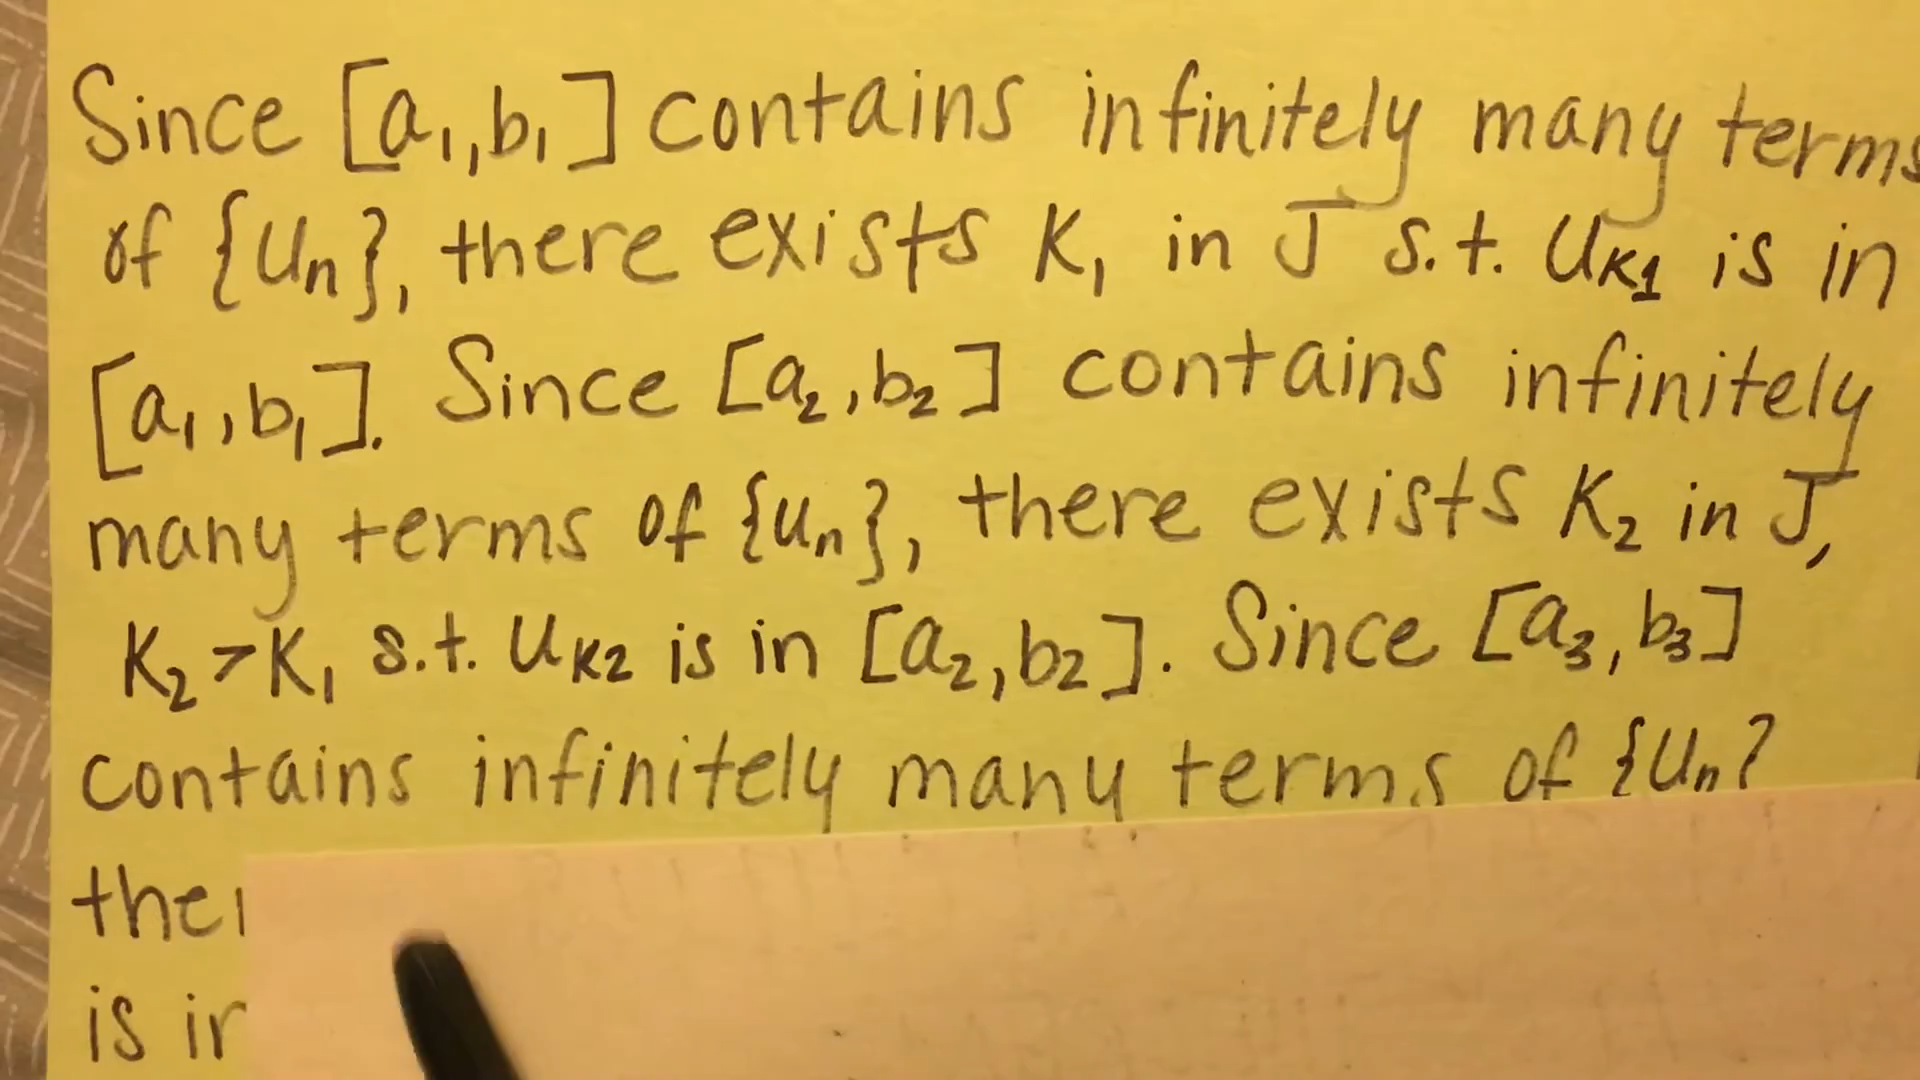 Since [a₁,b₁] contains infinitely many terms
of {Uₙ}, there exists K₁ in J s.t. U_K1 is in
[a₁,b₁]. Since [a₂,b₂] contains infinitely
many terms of {uₙ}, there exists K₂ in J,
K₂>K₁ s.t. U_K2 is in [a₂,b₂]. Since [a₃,b₃]
contains infinitely many terms of {Uₙ}
is